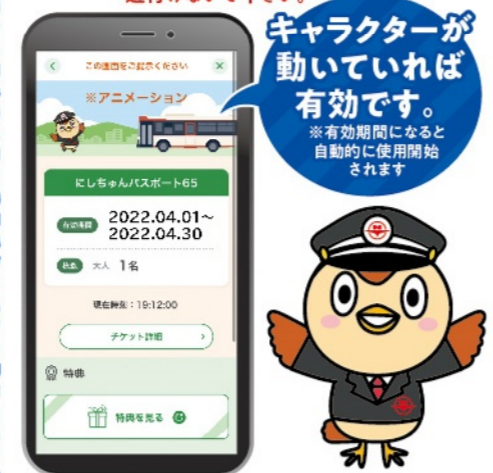 キャラクターが
動いていれば
有効です。
※有効期間になると
自動的に使用開始
されます
この画面をご提示ください
※アニメーション
にしちゃんパスポート65
有効期間 2022.04.01~
2022.04.30
枚数 大人 1名
現在時刻:19:12:00
チケット詳細
特典
特典を見る